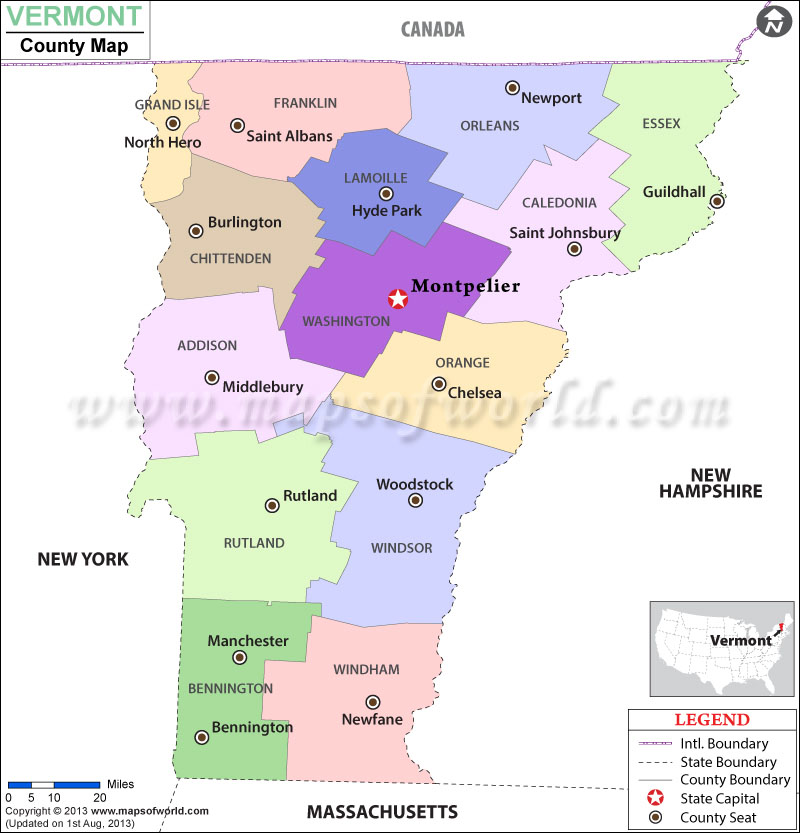 VERMONT
County Map
CANADA
N
GRAND ISLE
North Hero
FRANKLIN
Saint Albans
Newport
ORLEANS
ESSEX
Guildhall
LAMOILLE
Hyde Park
CALEDONIA
Saint Johnsbury
Burlington
CHITTENDEN
Montpelier
WASHINGTON
ADDISON
Middlebury
ORANGE
Chelsea
www.mapsofworld.com
NEW
HAMPSHIRE
Rutland
RUTLAND
Woodstock
WINDSOR
NEW YORK
Manchester
BENNINGTON
Bennington
WINDHAM
Newfane
Vermont
LEGEND
Intl. Boundary
State Boundary
County Boundary
State Capital
County Seat
Miles
0 5 10 20
Copyright © 2013 www.mapsofworld.com
(Updated on 1st Aug, 2013)
MASSACHUSETTS